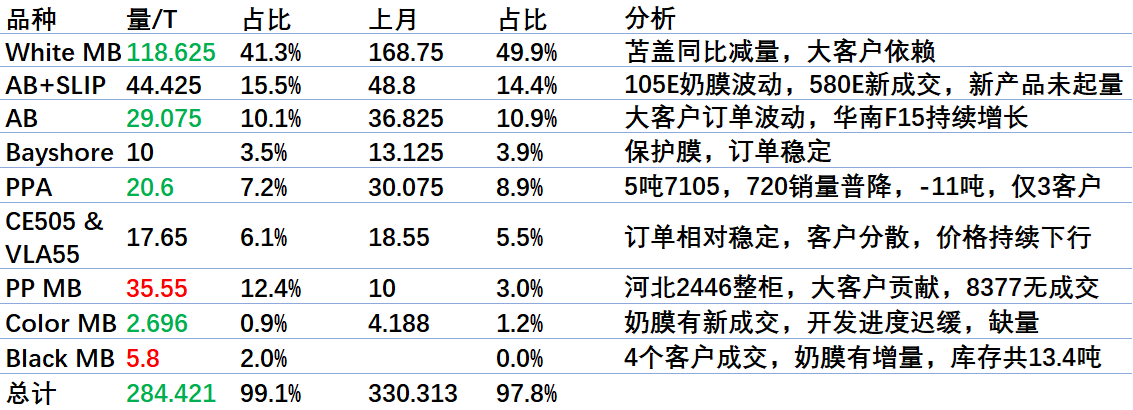 品种 量/T 占比 上月 占比 分析
White MB 118.625 41.3% 168.75 49.9% 苫盖同比减量，大客户依赖
AB+SLIP 44.425 15.5% 48.8 14.4% 105E奶膜波动，580E新成交，新产品未起量
AB 29.075 10.1% 36.825 10.9% 大客户订单波动，华南F15持续增长
Bayshore 10 3.5% 13.125 3.9% 保护膜，订单稳定
PPA 20.6 7.2% 30.075 8.9% 5吨7105，720销量普降，-11吨，仅3客户
CE505 &
VLA55 17.65 6.1% 18.55 5.5% 订单相对稳定，客户分散，价格持续下行
PP MB 35.55 12.4% 10 3.0% 河北2446整柜，大客户贡献，8377无成交
Color MB 2.696 0.9% 4.188 1.2% 奶膜有新成交，开发进度迟缓，缺量
Black MB 5.8 2.0% 0.0% 4个客户成交，奶膜有增量，库存共13.4吨
总计 284.421 99.1% 330.313 97.8%